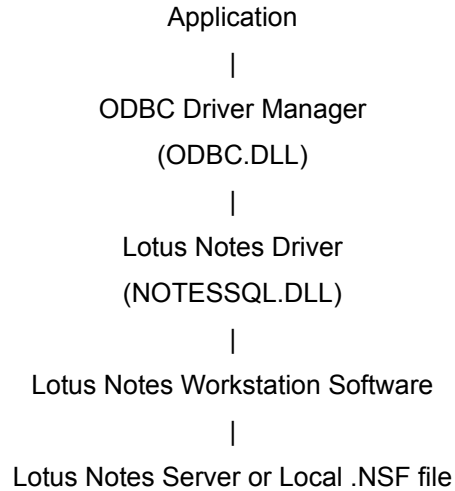 Application
|
ODBC Driver Manager
(ODBC.DLL)
|
Lotus Notes Driver
(NOTESSQL.DLL)
|
Lotus Notes Workstation Software
|
Lotus Notes Server or Local .NSF file